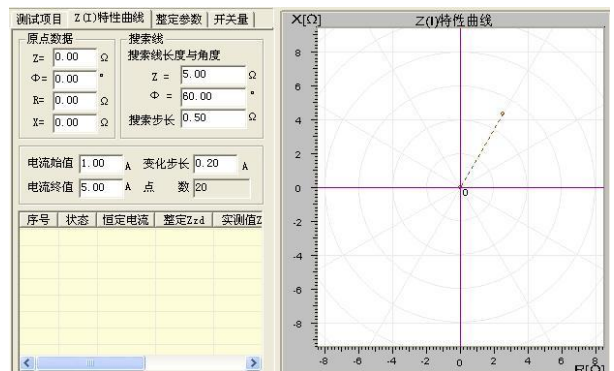 测试项目 Z(I)特性曲线 整定参数 开关量
原点数据
Z= 0.00 Ω
Φ= 0.00 °
R= 0.00 Ω
X= 0.00 Ω
搜索线
搜索线长度与角度
Z = 5.00 Ω
Φ = 60.00 °
搜索步长 0.50 Ω
电流始值 1.00 A 变化步长 0.20 A
电流终值 5.00 A 点 数 20
序号 状态 恒定电流 整定Zzd 实测值Z
X[Ω] Z(I)特性曲线
8
6
4
2
0
-2
-4
-6
-8
0
-8 -6 -4 -2 0 2 4 6 8
R[Ω]